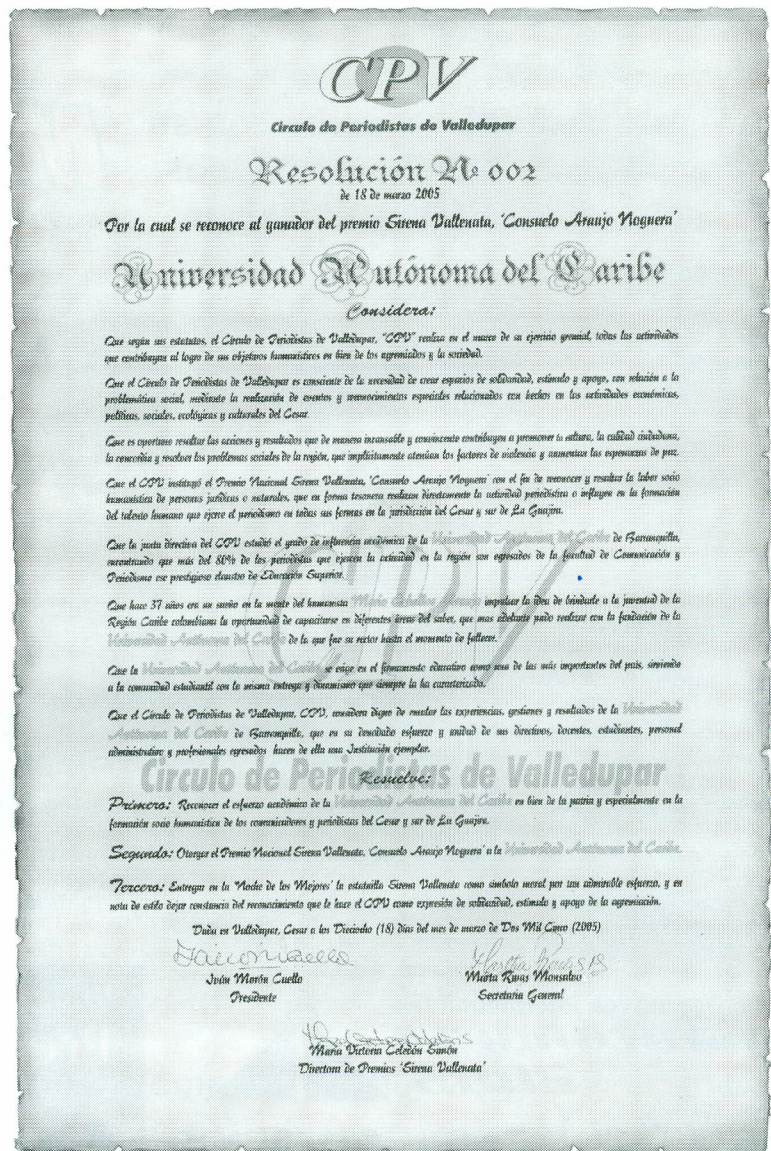 CPV
Circulo de Periodistas de Valledupar
Resolución Nº 002
de 18 de marzo 2005
Por la cual se reconoce al ganador del premio Sirena Vallenata, 'Consuelo Araujo Noguera'
Universidad Autónoma del Caribe
Considera:
Que según sus estatutos, el Círculo de Periodistas de Valledupar, "CPV" realiza en el marco de su ejercicio gremial, todas las actividades
que contribuyan al logro de sus objetivos humanísticos en bien de los agremiados y la sociedad.
Que el Círculo de Periodistas de Valledupar es consciente de la necesidad de crear espacios de solidaridad, estímulo y apoyo, con relación a la
problemática social, mediante la realización de eventos y reconocimientos especiales relacionados con hechos en las actividades económicas,
políticas, sociales, ecológicas y culturales del Cesar.
Que es oportuno resaltar las acciones y resultados que de manera incansable y convincente contribuyen a promover la cultura, la calidad ciudadana,
la concordia y resolver los problemas sociales de la región, que implícitamente atenúan los factores de violencia y aumentan las esperanzas de paz.
Que el CPV instituyó el Premio Nacional Sirena Vallenata, 'Consuelo Araujo Noguera' con el fin de reconocer y resaltar la labor socio
humanística de personas jurídicas o naturales, que en forma tesonera realizan directamente la actividad periodística o influyen en la formación
del talento humano que ejerce el periodismo en todas sus formas en la jurisdicción del Cesar y sur de La Guajira.
Que la junta directiva del CPV estudió el grado de influencia académica de la Universidad Autónoma del Caribe de Barranquilla,
encontrando que más del 80% de los periodistas que ejercen la actividad en la región son egresados de la facultad de Comunicación y
Periodismo ese prestigioso claustro de Educación Superior.
Que hace 37 años era un sueño en la mente del humanista Mario Ceballos Araujo impulsar la idea de brindarle a la juventud de la
Región Caribe colombiana la oportunidad de capacitarse en diferentes áreas del saber, que mas adelante pudo realizar con la fundación de la
Universidad Autónoma del Caribe de la que fue su rector hasta el momento de fallecer.
Que la Universidad Autónoma del Caribe se erige en el firmamento educativo como una de las más importantes del país, sirviendo
a la comunidad estudiantil con la misma entrega y dinamismo que siempre la ha caracterizado.
Que el Círculo de Periodistas de Valledupar, CPV, considera digno de emular las experiencias, gestiones y resultados de la Universidad
Autónoma del Caribe de Barranquilla, que en su denodado esfuerzo y unidad de sus directivos, docentes, estudiantes, personal
administrativo y profesionales egresados hacen de ella una Institución ejemplar.
CPV
Circulo de Periodistas de Valledupar
Resuelve:
Primero: Reconocer el esfuerzo académico de la Universidad Autónoma del Caribe en bien de la patria y especialmente en la
formación socio humanística de los comunicadores y periodistas del Cesar y sur de La Guajira.
Segundo: Otorgar el Premio Nacional Sirena Vallenata, 'Consuelo Araujo Noguera' a la Universidad Autónoma del Caribe.
Tercero: Entregar en la 'Noche de los Mejores' la estatuilla Sirena Vallenata como símbolo moral por tan admirable esfuerzo, y en
nota de estilo dejar constancia del reconocimiento que le hace el CPV como expresión de solidaridad, estímulo y apoyo de la agremiación.
Dada en Valledupar, Cesar a los Dieciocho (18) días del mes de marzo de Dos Mil Cinco (2005)
Iván Morón Cuello
Presidente
Marta Rivas Monsalvo
Secretaria General
María Victoria Celedón Simón
Directora de Premios 'Sirena Vallenata'